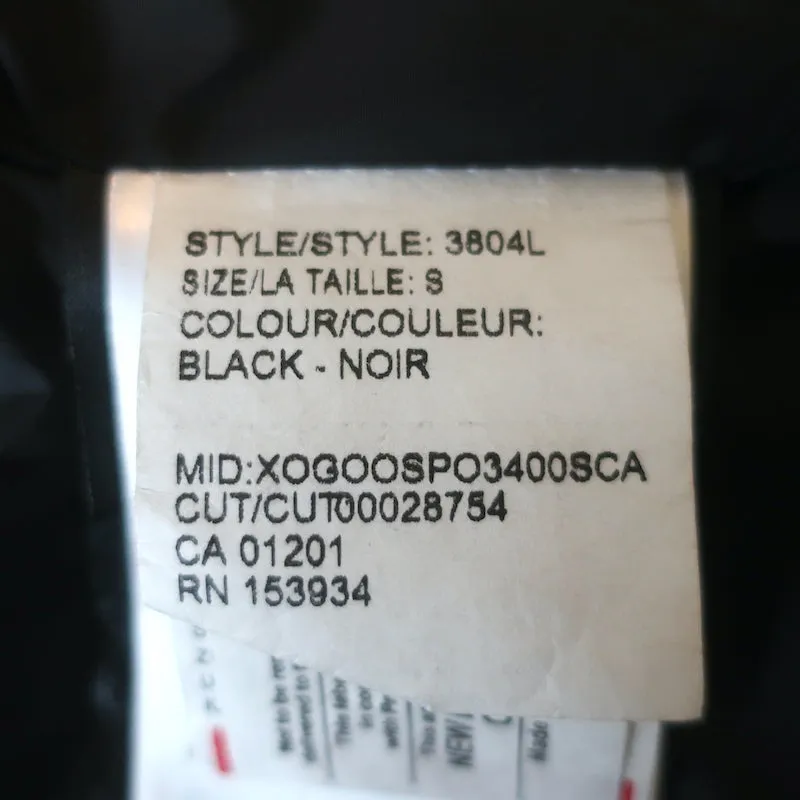 STYLE/STYLE: 3804L
SIZE/LA TAILLE: S
COLOUR/COULEUR:
BLACK - NOIR
MID:XOGOOSPO3400SCA
CUT/CUT00028754
CA 01201
RN 153934